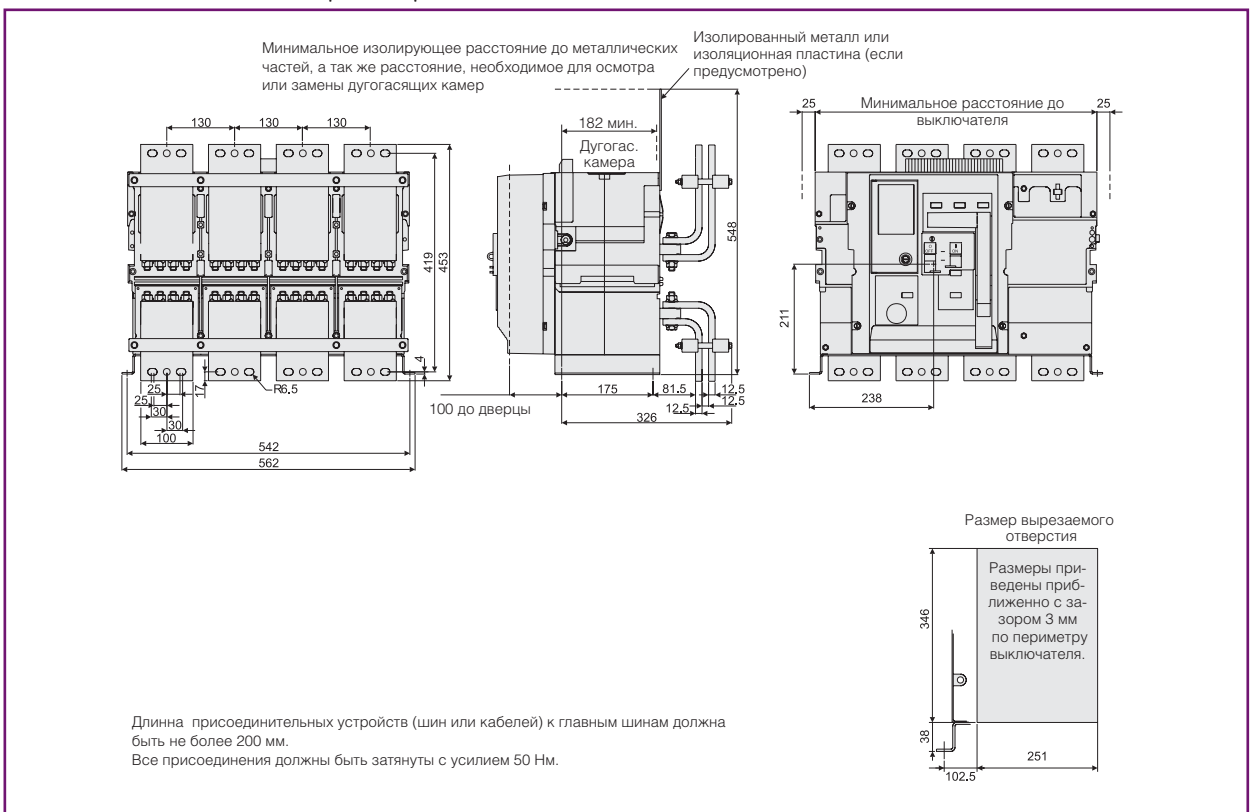 Минимальное изолирующее расстояние до металлических
частей, а так же расстояние, необходимое для осмотра
или замены дугогасящих камер
Изолированный металл или
изоляционная пластина (если
предусмотрено)
130
130
130
419
453
4
25
25
30
30
17
R6.5
100
542
562
182 мин.
Дугогас.
камера
548
100 до дверцы
175
81.5
12.5
12.5
12.5
326
25
Минимальное расстояние до
выключателя
25
OFF
ON
211
238
Размер вырезаемого
отверстия
Размеры при-
ведены приб-
лиженно с за-
зором 3 мм
по периметру
выключателя.
346
38
102.5
251
Длинна присоединительных устройств (шин или кабелей) к главным шинам должна
быть не более 200 мм.
Все присоединения должны быть затянуты с усилием 50 Нм.